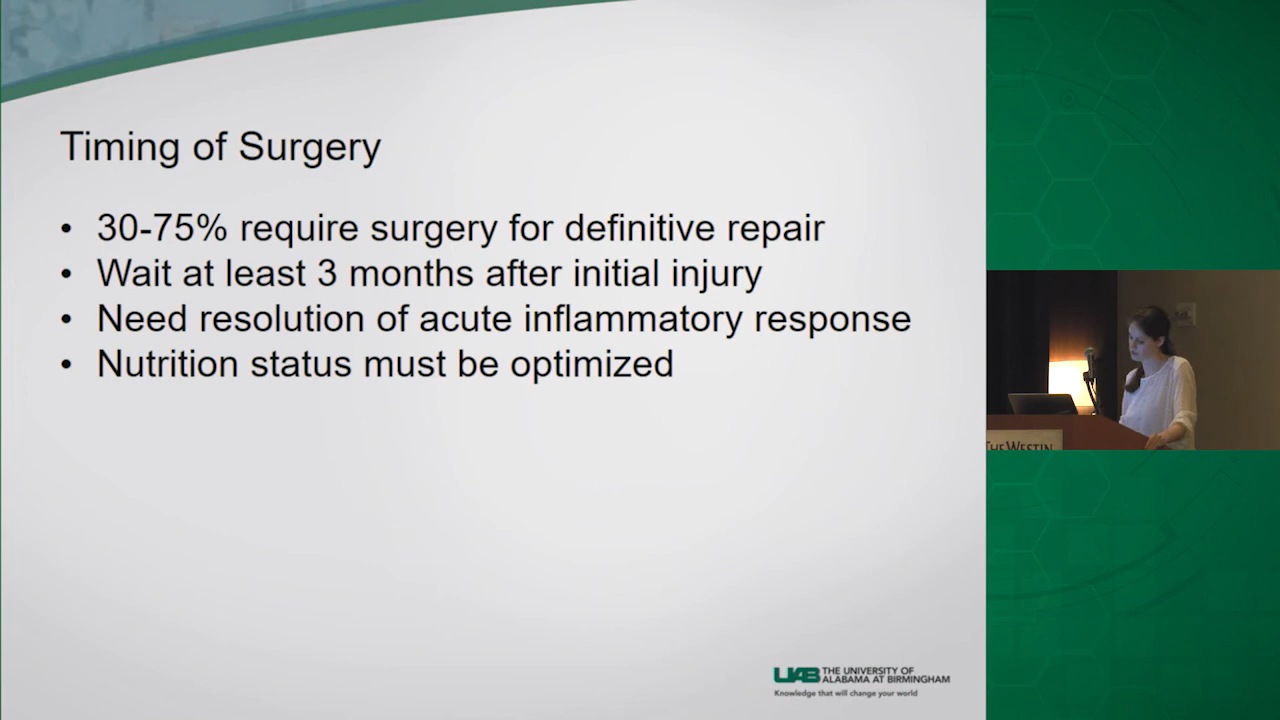 Timing of Surgery
• 30-75% require surgery for definitive repair
• Wait at least 3 months after initial injury
• Need resolution of acute inflammatory response
• Nutrition status must be optimized
THE WESTIN
UAB THE UNIVERSITY OF
ALABAMA AT BIRMINGHAM
Knowledge that will change your world